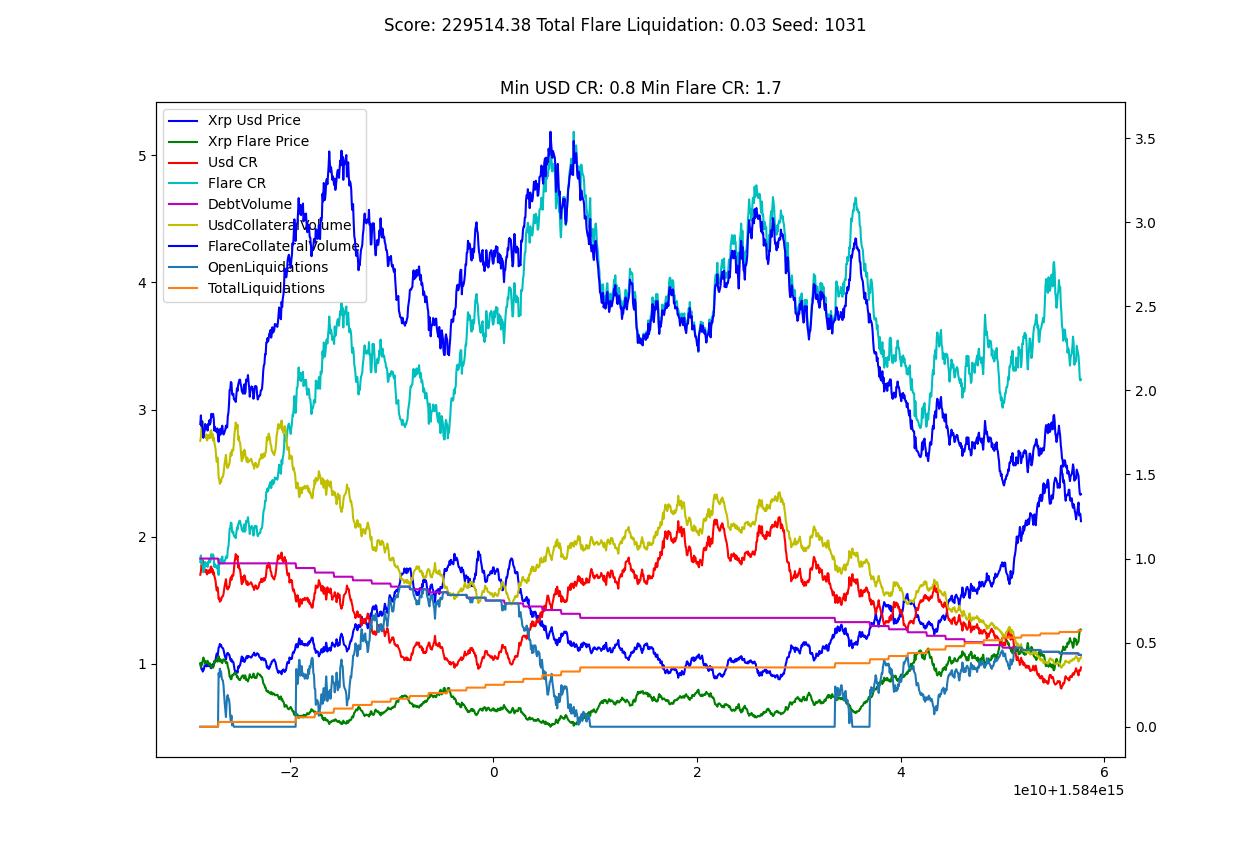 Score: 229514.38 Total Flare Liquidation: 0.03 Seed: 1031
Min USD CR: 0.8 Min Flare CR: 1.7
Xrp Usd Price
Xrp Flare Price
Usd CR
Flare CR
DebtVolume
UsdCollateralVolume
FlareCollateralVolume
OpenLiquidations
TotalLiquidations
5
4
3
2
1
3.5
3.0
2.5
2.0
1.5
1.0
0.5
0.0
−2
0
2
4
6
1e10+1.584e15